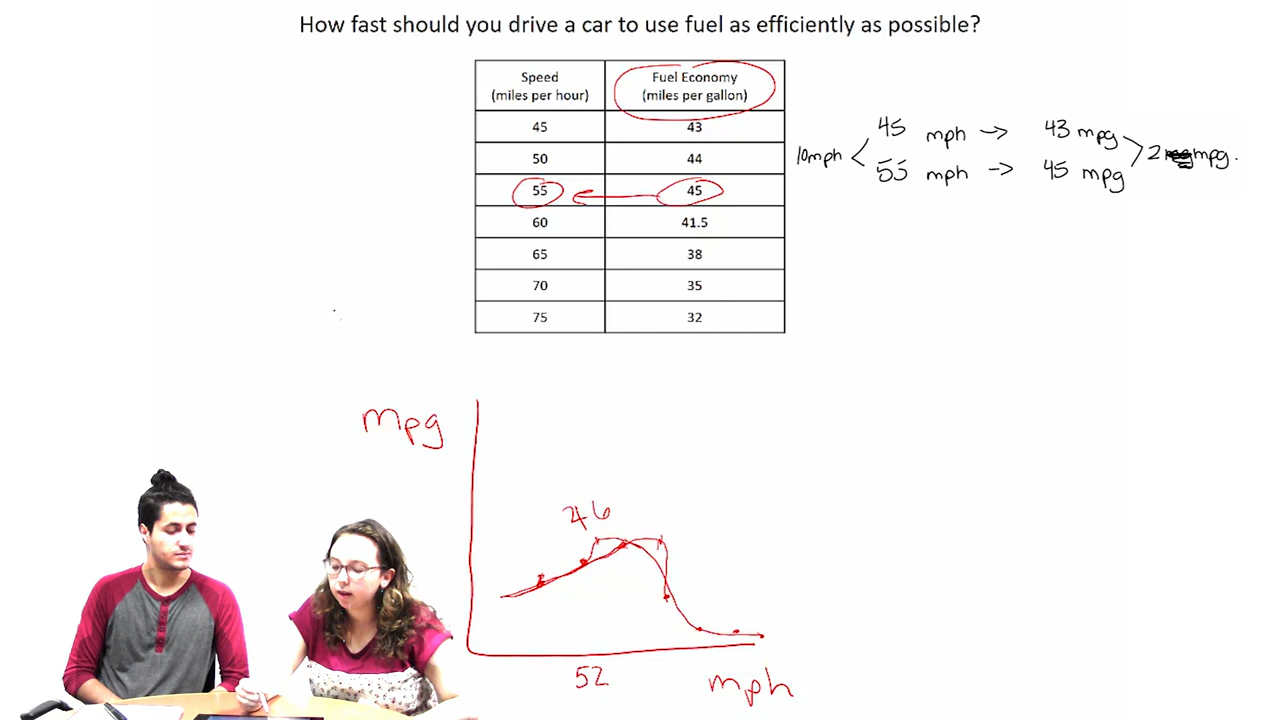 How fast should you drive a car to use fuel as efficiently as possible?
Speed (miles per hour) Fuel Economy (miles per gallon)
45 43
50 44
55 45
60 41.5
65 38
70 35
75 32
45 mph → 43 mpg
10mph 2 mpg.
55 mph → 45 mpg
mpg
46
52
mph